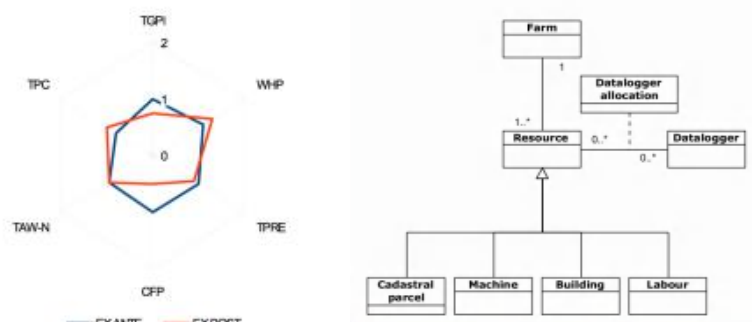 TGPI
2
WHP
TPC
1
0
TAW-N
TPRE
CFP
Farm
1
Datalogger
allocation
1..*
Resource
0..*
Datalogger
0..*
Cadastral
parcel
Machine
Building
Labour